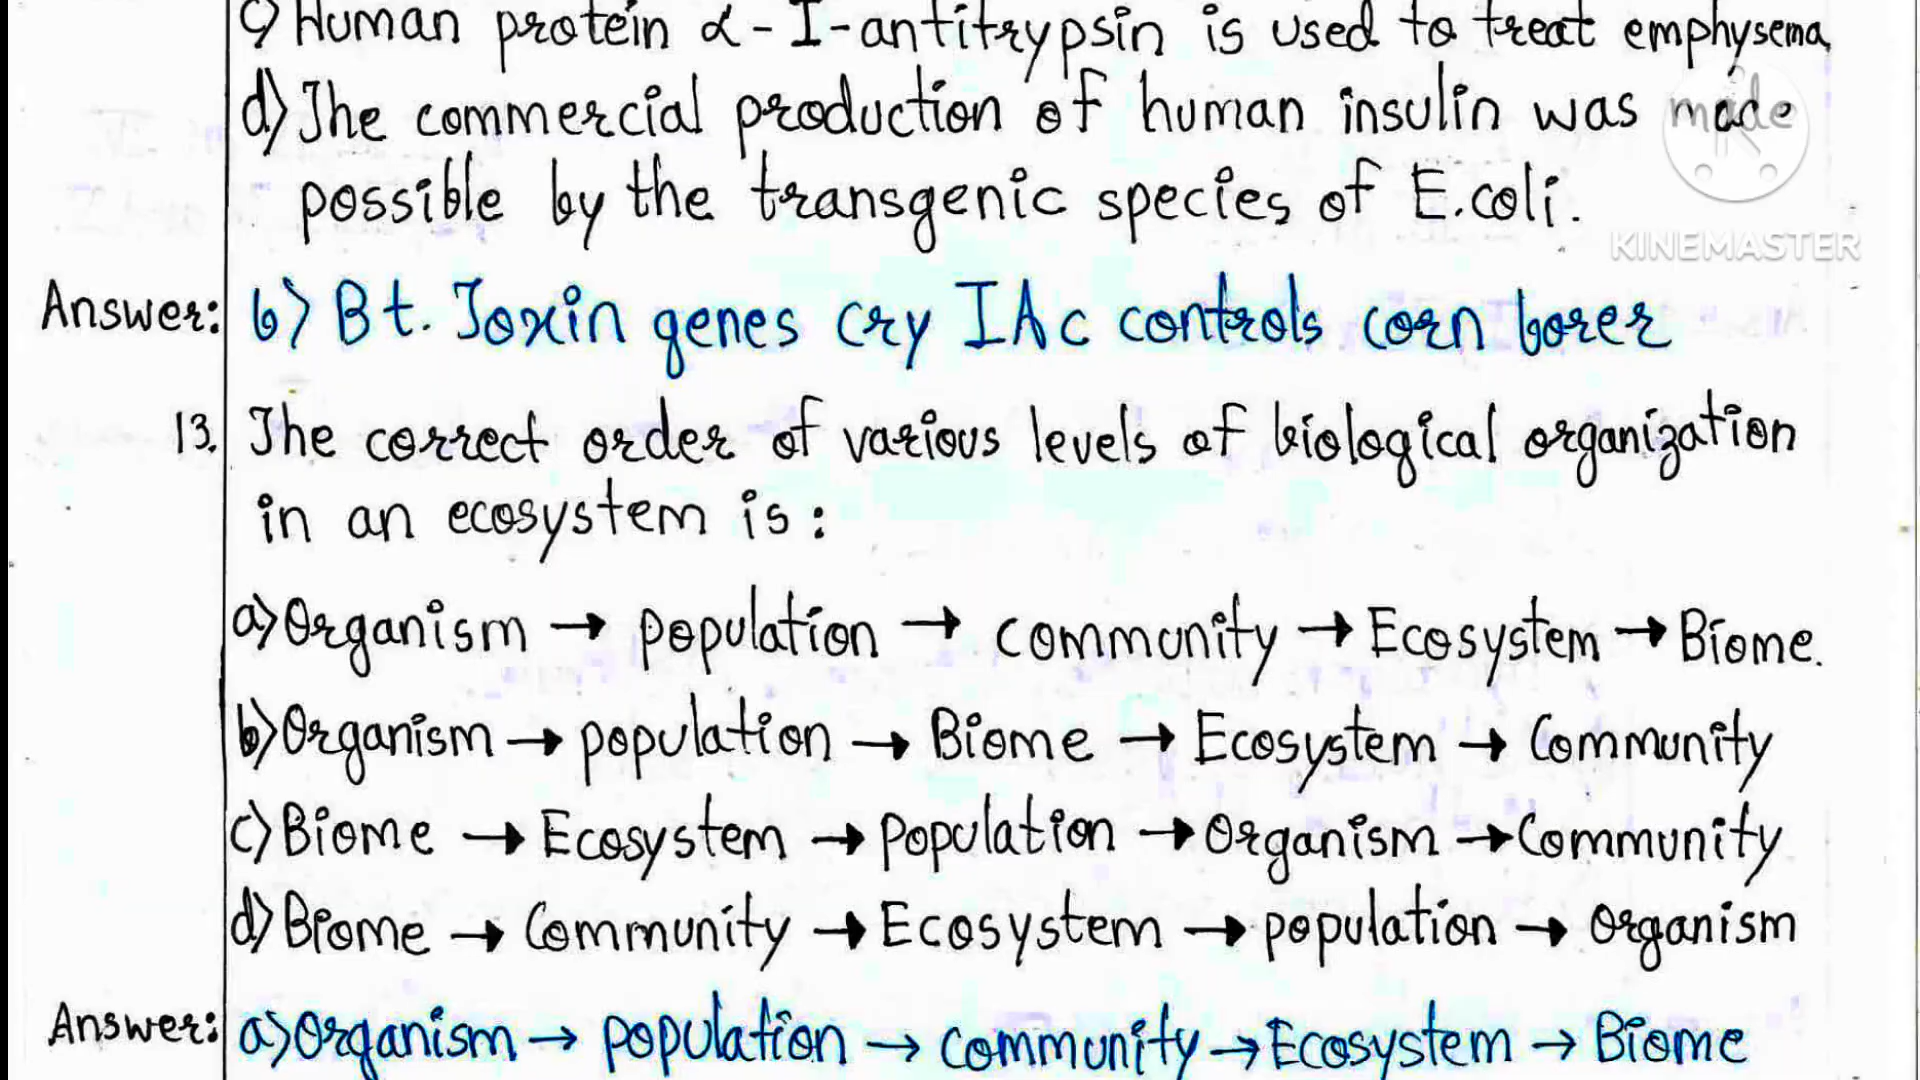 c) Human protein α-I-antitrypsin is used to treat emphysema,
d) The commercial production of human insulin was made
possible by the transgenic species of E.coli.
KINEMASTER
Answer: b) Bt. Toxin genes cry IAc controls corn borer
13. The correct order of various levels of biological organization
in an ecosystem is:
a) Organism → population → community → Ecosystem → Biome.
b) Organism → population → Biome → Ecosystem → Community
c) Biome → Ecosystem → Population → Organism → Community
d) Biome → Community → Ecosystem → population → Organism
Answer: a) Organism → population → community → Ecosystem → Biome